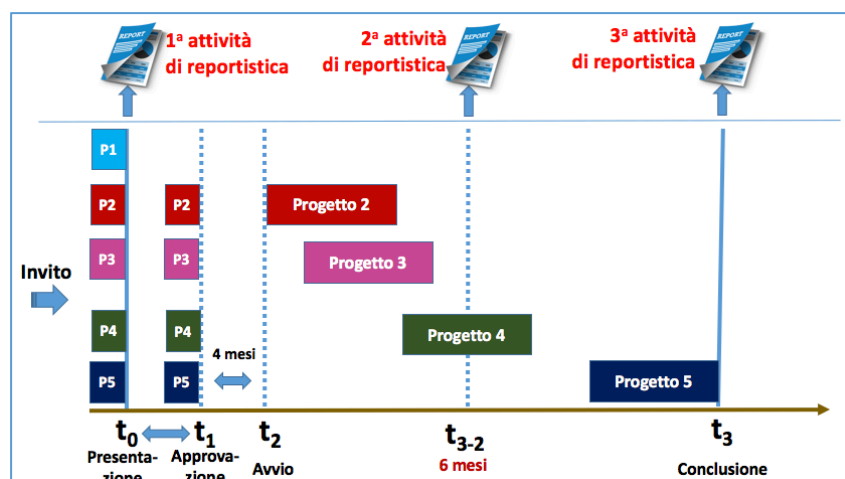 REPORT
1ª attività
di reportistica
REPORT
2ª attività
di reportistica
REPORT
3ª attività
di reportistica
P1
P2
P2
Progetto 2
P3
P3
Progetto 3
Invito
P4
P4
Progetto 4
4 mesi
P5
P5
Progetto 5
t0
t1
t2
t3-2
t3
Presenta-
zione
Approva-
zione
Avvio
6 mesi
Conclusione